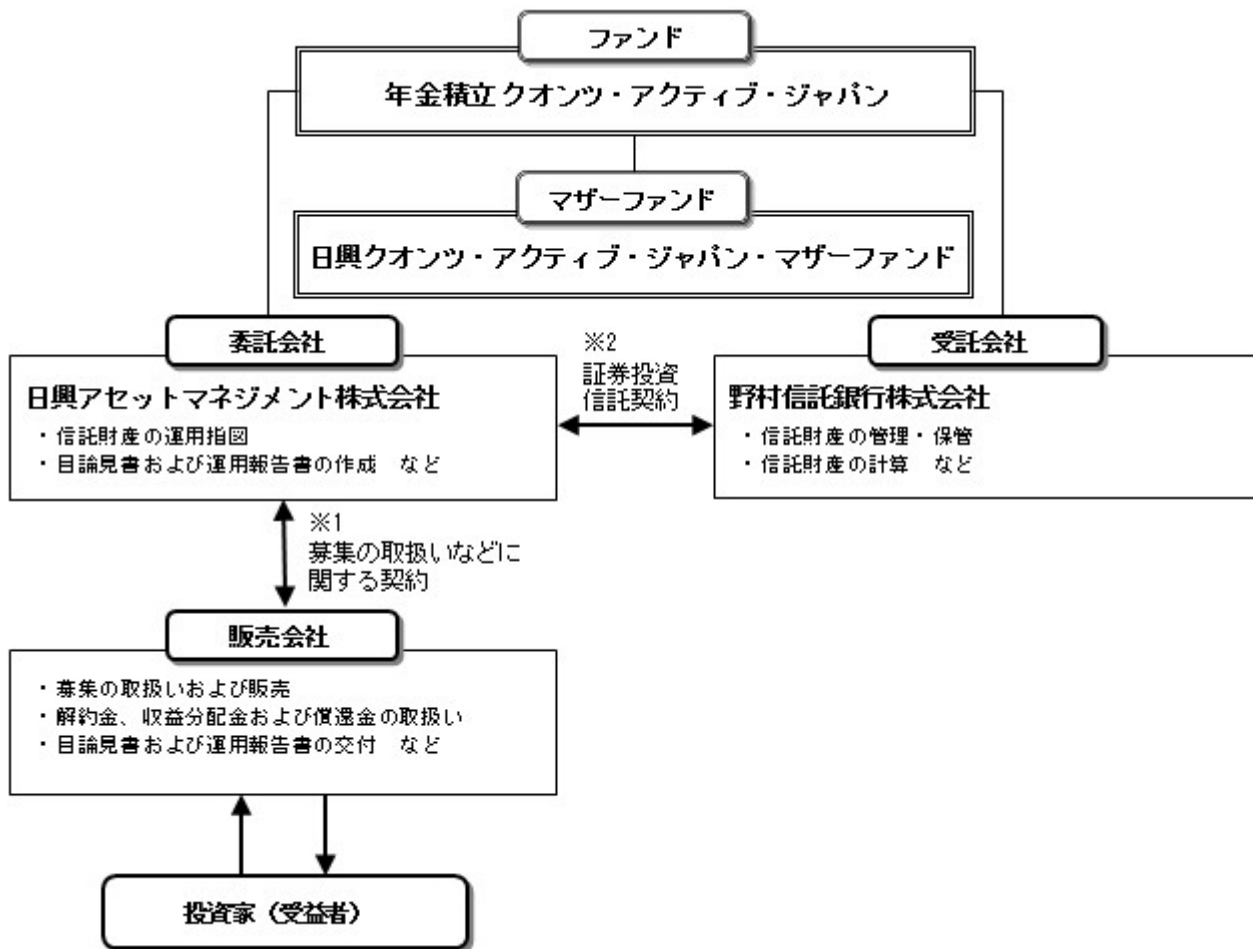 ファンド
年金積立 クオンツ・アクティブ・ジャパン
マザーファンド
日興クオンツ・アクティブ・ジャパン・マザーファンド
委託会社
日興アセットマネジメント株式会社
・信託財産の運用指図
・目論見書および運用報告書の作成 など
※2
証券投資
信託契約
受託会社
野村信託銀行株式会社
・信託財産の管理・保管
・信託財産の計算 など
※1
募集の取扱いなどに
関する契約
販売会社
・募集の取扱いおよび販売
・解約金、収益分配金および償還金の取扱い
・目論見書および運用報告書の交付 など
投資家(受益者)